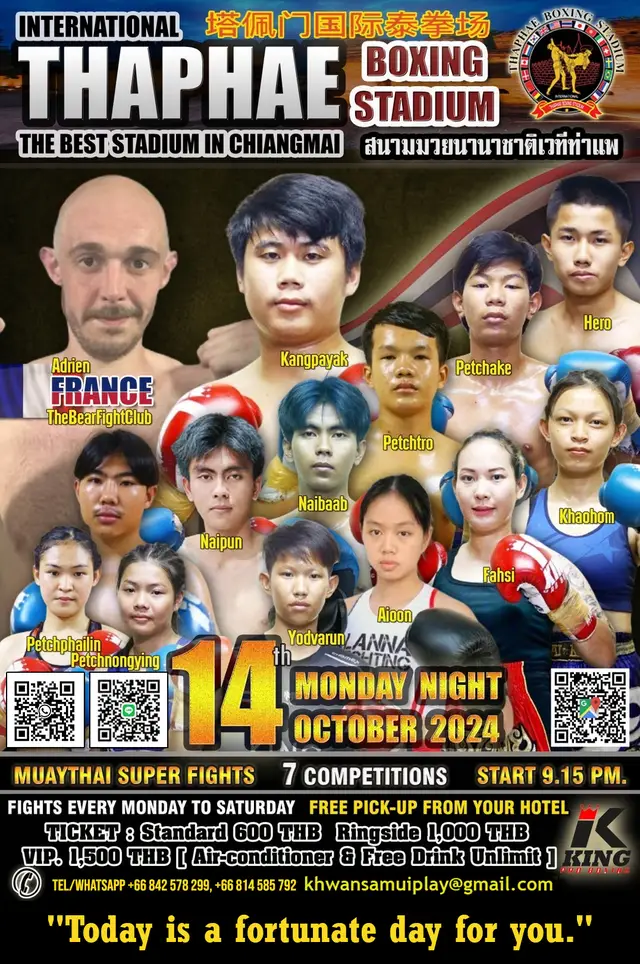 INTERNATIONAL
塔佩门国际泰拳场
THAPHAE
BOXING
STADIUM
THAPHAE BOXING STADIUM
INTERNATIONAL
THE BEST STADIUM IN CHIANGMAI
สนามมวยนานาชาติเวทีท่าแพ
Hero
Adrien
Kangpayak
Petchake
FRANCE
TheBearFightClub
Petchtro
Naibaab
Khaohom
Naipun
Fahsi
Aioon
Yodvarun
LANNA
FIGHTING
Petchphailin
Petchnongying
14th
MONDAY NIGHT
OCTOBER 2024
MUAYTHAI SUPER FIGHTS 7 COMPETITIONS START 9.15 PM.
FIGHTS EVERY MONDAY TO SATURDAY FREE PICK-UP FROM YOUR HOTEL
TICKET : Standard 600 THB Ringside 1,000 THB
VIP. 1,500 THB [ Air-conditioner & Free Drink Unlimit ]
K
KING
TEL/WHATSAPP +66 842 578 299, +66 814 585 792 khwansamuiplay@gmail.com
"Today is a fortunate day for you."